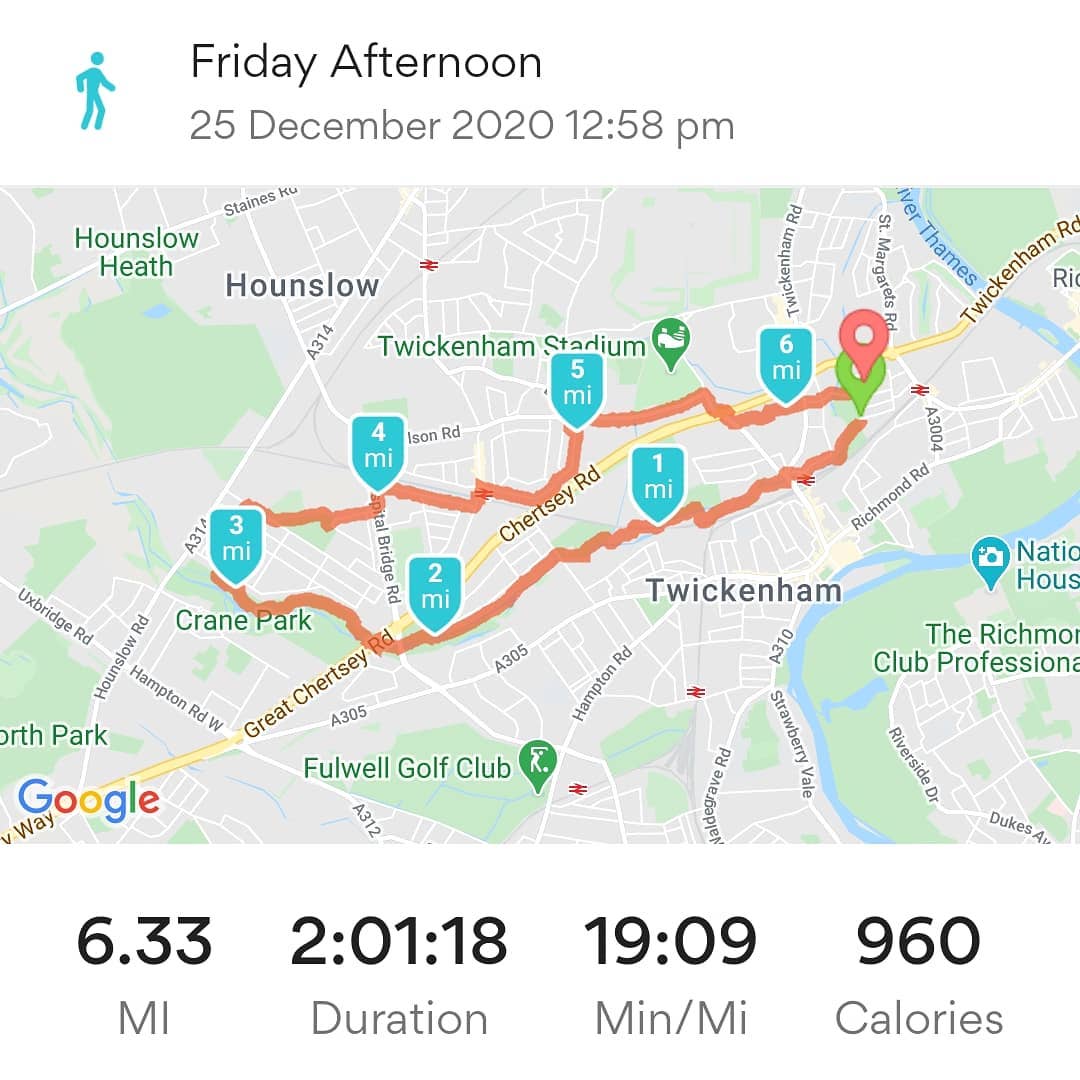 Friday Afternoon
25 December 2020 12:58 pm
Staines Rd
River Thames
Twickenham Rd
St. Margarets Rd
Twickenham Rd
Hounslow
Heath
Hounslow
A314
Twickenham Stadium
6
mi
5
mi
4
mi
lson Rd
A3004
1
mi
Chertsey Rd
Richmond Rd
3
mi
A314
spital Bridge Rd
2
mi
Natio
Hous
Twickenham
Uxbridge Rd
Crane Park
Hounslow Rd
Great Chertsey Rd
A305
Hampton Rd
A310
The Richmor
Club Professiona
Hampton Rd W
A305
Strawberry Vale
orth Park
Fulwell Golf Club
Riverside Dr
Google
y Way
A312
Waldegrave Rd
Dukes Av
6.33
2:01:18
19:09
960
MI
Duration
Min/Mi
Calories